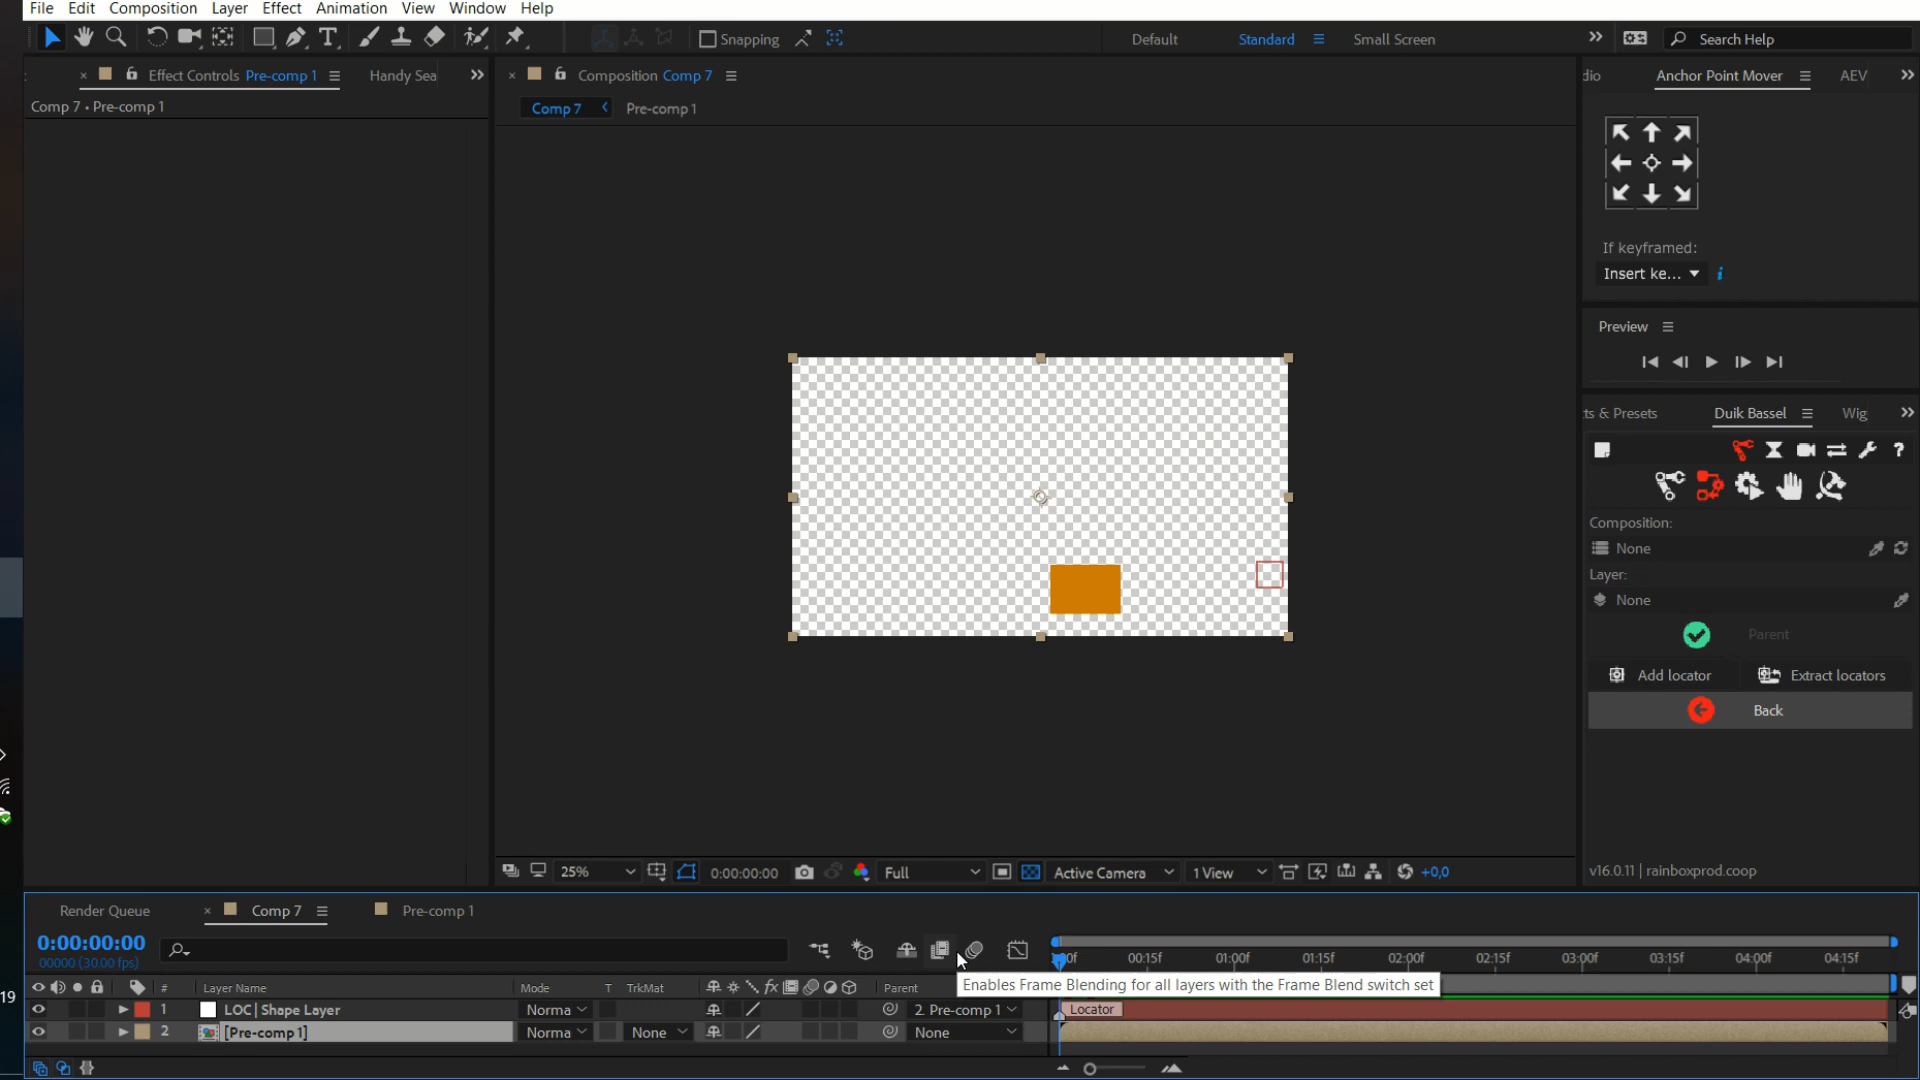 File Edit Composition Layer Effect Animation View Window Help
Snapping Default Standard Small Screen Search Help
Effect Controls Pre-comp 1 Handy Sea Composition Comp 7 dio Anchor Point Mover AEV
Comp 7 • Pre-comp 1 Comp 7 Pre-comp 1
If keyframed:
Insert ke...
Preview
ts & Presets Duik Bassel Wig
Composition:
None
Layer:
None
Parent
Add locator Extract locators
Back
25% 0:00:00:00 Full Active Camera 1 View +0,0 v16.0.11 | rainboxprod.coop
Render Queue Comp 7 Pre-comp 1
0:00:00:00
00000 (30.00 fps) 00f 00:15f 01:00f 01:15f 02:00f 02:15f 03:00f 03:15f 04:00f 04:15f
# Layer Name Mode T TrkMat Parent Enables Frame Blending for all layers with the Frame Blend switch set
19
1 LOC | Shape Layer Norma 2. Pre-comp 1 Locator
2 [Pre-comp 1] Norma None None